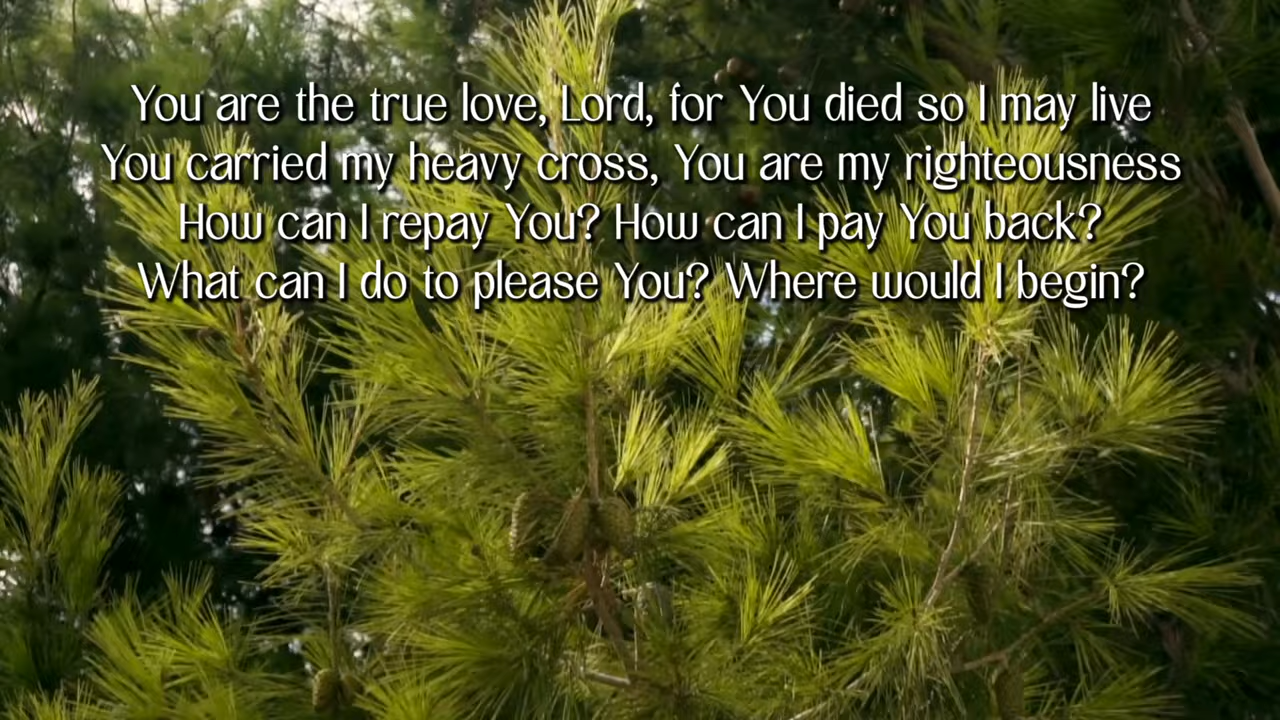 You are the true love, Lord, for You died so I may live
You carried my heavy cross, You are my righteousness
How can I repay You? How can I pay You back?
What can I do to please You? Where would I begin?